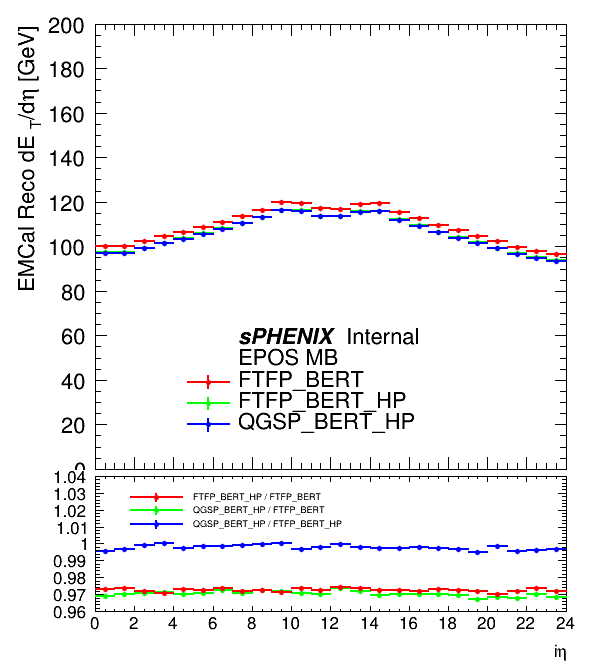 EMCal Reco dE T/dη [GeV]
200
180
160
140
120
100
80
60
40
20
0
sPHENIX Internal
EPOS MB
FTFP_BERT
FTFP_BERT_HP
QGSP_BERT_HP
1.04
1.03
1.02
1.01
1
0.99
0.98
0.97
0.96
FTFP_BERT_HP / FTFP_BERT
QGSP_BERT_HP / FTFP_BERT
QGSP_BERT_HP / FTFP_BERT_HP
0 2 4 6 8 10 12 14 16 18 20 22 24
iη